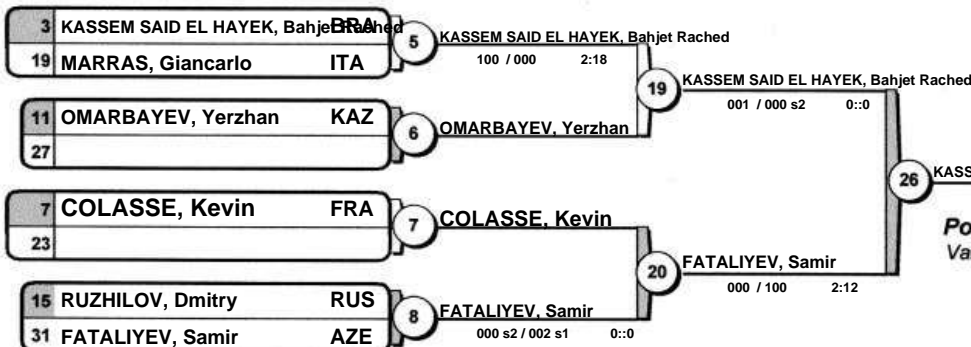 3 KASSEM SAID EL HAYEK, Bahjet Rached BRA
19 MARRAS, Giancarlo ITA
5
KASSEM SAID EL HAYEK, Bahjet Rached
100 / 000 2:18
11 OMARBAYEV, Yerzhan KAZ
27
6
OMARBAYEV, Yerzhan
19
KASSEM SAID EL HAYEK, Bahjet Rached
001 / 000 s2 0::0
7 COLASSE, Kevin FRA
23
7
COLASSE, Kevin
15 RUZHILOV, Dmitry RUS
31 FATALIYEV, Samir AZE
8
FATALIYEV, Samir
000 s2 / 002 s1 0::0
20
FATALIYEV, Samir
000 / 100 2:12
26
KASS
Po
Va